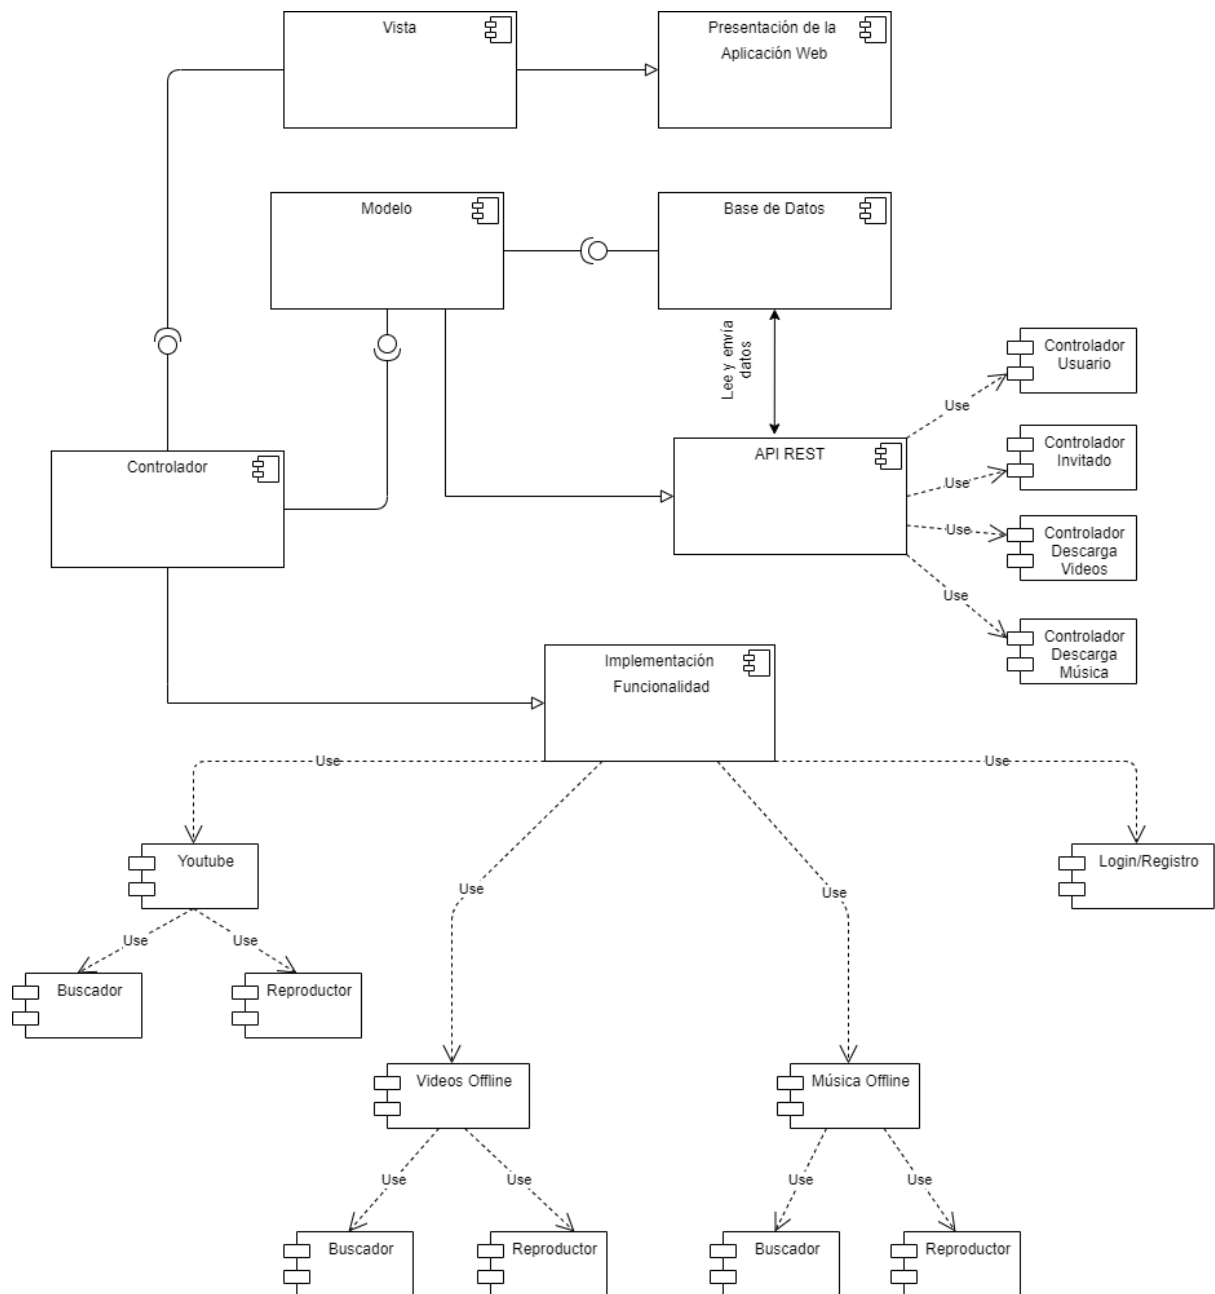 Vista
Presentación de la
Aplicación Web
Modelo
Base de Datos
Lee y envía
datos
Controlador
Usuario
Use
Controlador
API REST
Controlador
Invitado
Use
Use
Controlador
Descarga
Videos
Use
Controlador
Descarga
Música
Implementación
Funcionalidad
Use
Use
Youtube
Login/Registro
Use
Use
Use
Use
Buscador
Reproductor
Videos Offline
Música Offline
Use
Use
Use
Use
Buscador
Reproductor
Buscador
Reproductor